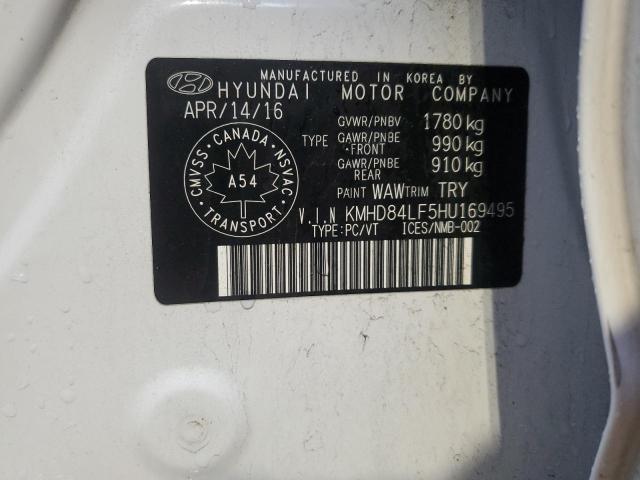 MANUFACTURED IN KOREA BY
HYUNDAI MOTOR COMPANY
APR/14/16
GVWR/PNBV 1780 kg
TYPE GAWR/PNBE -FRONT 990 kg
GAWR/PNBE REAR 910 kg
PAINT WAW TRIM TRY
CANADA
CMVSS NSVAC
A54
TRANSPORT
V.I.N KMHD84LF5HU169495
TYPE:PC/VT ICES/NMB-002